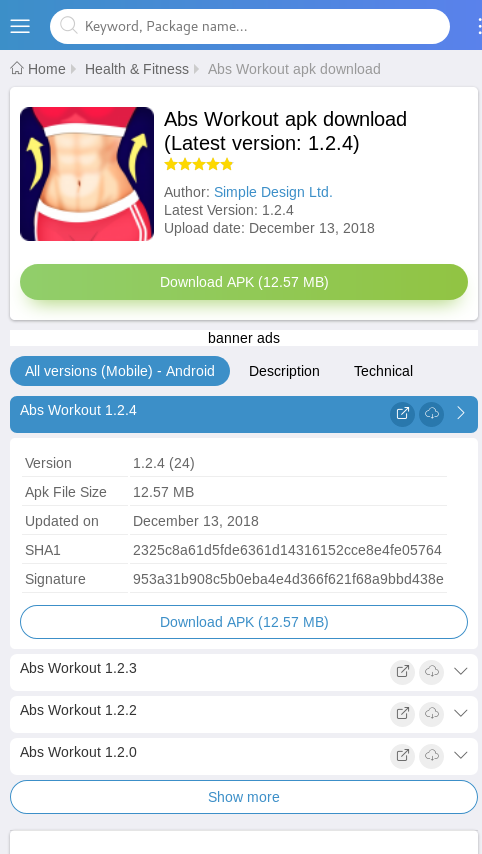 Keyword, Package name...
Home Health & Fitness Abs Workout apk download
Abs Workout apk download
(Latest version: 1.2.4)
Author: Simple Design Ltd.
Latest Version: 1.2.4
Upload date: December 13, 2018
Download APK (12.57 MB)
banner ads
All versions (Mobile) - Android Description Technical
Abs Workout 1.2.4
Version 1.2.4 (24)
Apk File Size 12.57 MB
Updated on December 13, 2018
SHA1 2325c8a61d5fde6361d14316152cce8e4fe05764
Signature 953a31b908c5b0eba4e4d366f621f68a9bbd438e
Download APK (12.57 MB)
Abs Workout 1.2.3
Abs Workout 1.2.2
Abs Workout 1.2.0
Show more